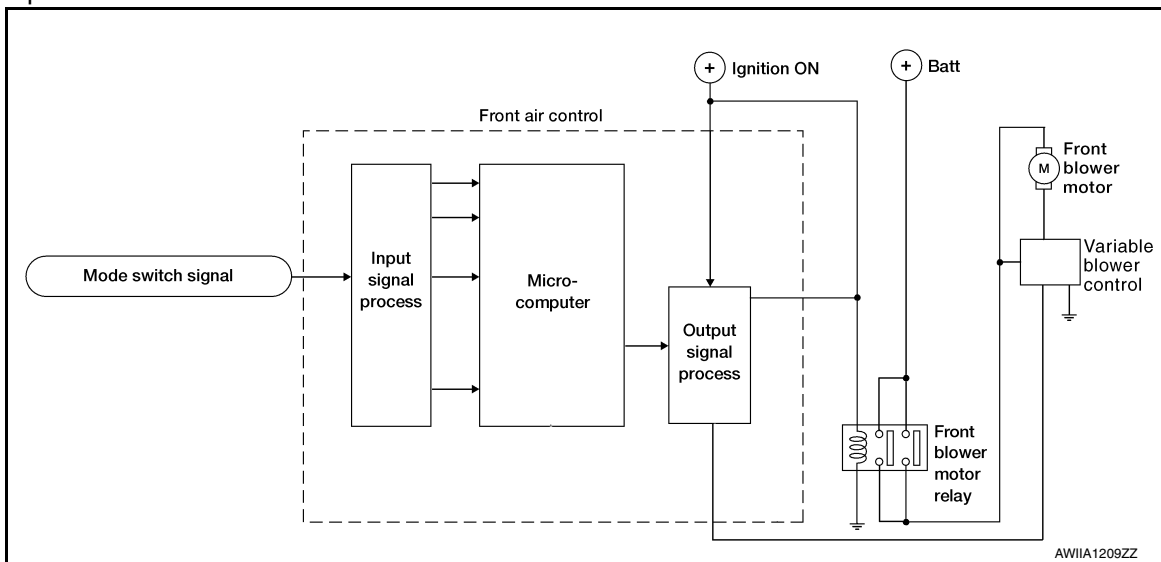 Ignition ON
Batt
Front air control
Front
blower
motor
M
Variable
blower
control
Mode switch signal
Input
signal
process
Micro-
computer
Output
signal
process
Front
blower
motor
relay
AWIIA1209ZZ